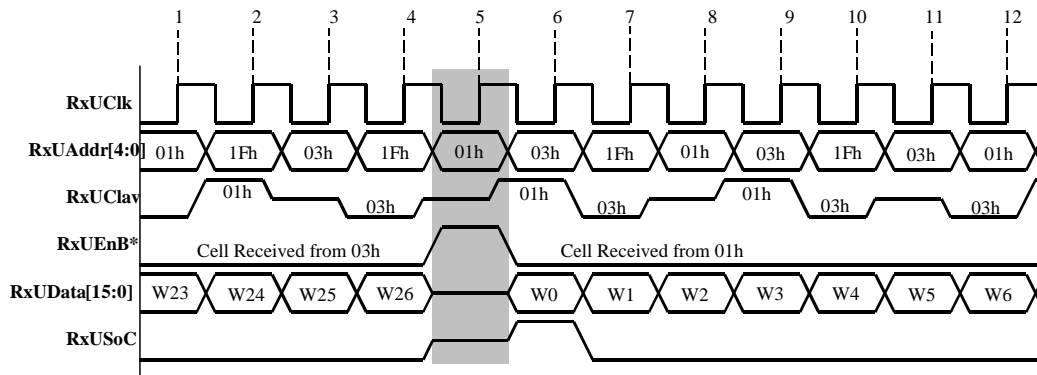 1 2 3 4 5 6 7 8 9 10 11 12
RxUClk
RxUAddr[4:0] 01h 1Fh 03h 1Fh 01h 03h 1Fh 01h 03h 1Fh 03h 01h
RxUClav 01h 03h 01h 03h 01h 03h 03h
RxUEnB* Cell Received from 03h Cell Received from 01h
RxUData[15:0] W23 W24 W25 W26 W0 W1 W2 W3 W4 W5 W6
RxUSoC